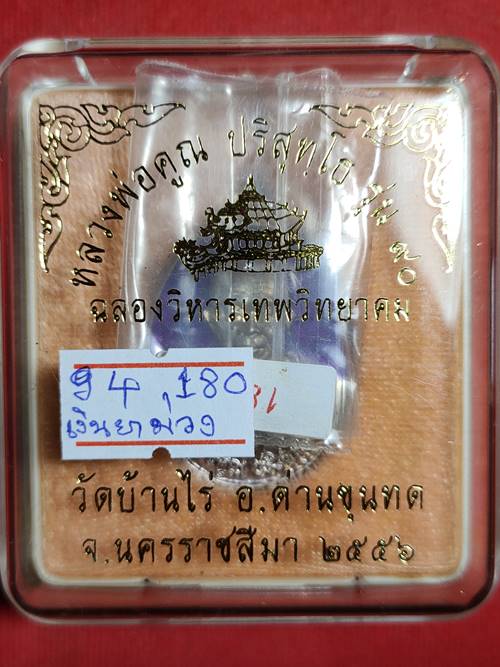 หลวงพ่อคูณ ปริสุทฺโธ รุ่น ๙๐
ฉลองวิหารเทพวิทยาคม
94 180
เงินยาม่วง
วัดบ้านไร่ อ.ด่านขุนทด
จ.นครราชสีมา ๒๕๕๖